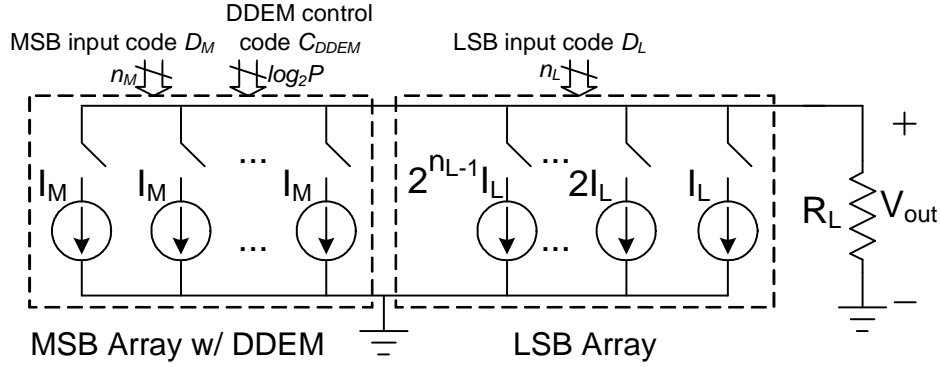 MSB input code D_M
n_M
DDEM control
code C_DDEM
log_2P
LSB input code D_L
n_L
I_M
I_M
...
I_M
2^{n_L-1}I_L
...
2I_L
I_L
...
...
+
R_L
V_out
−
MSB Array w/ DDEM
LSB Array